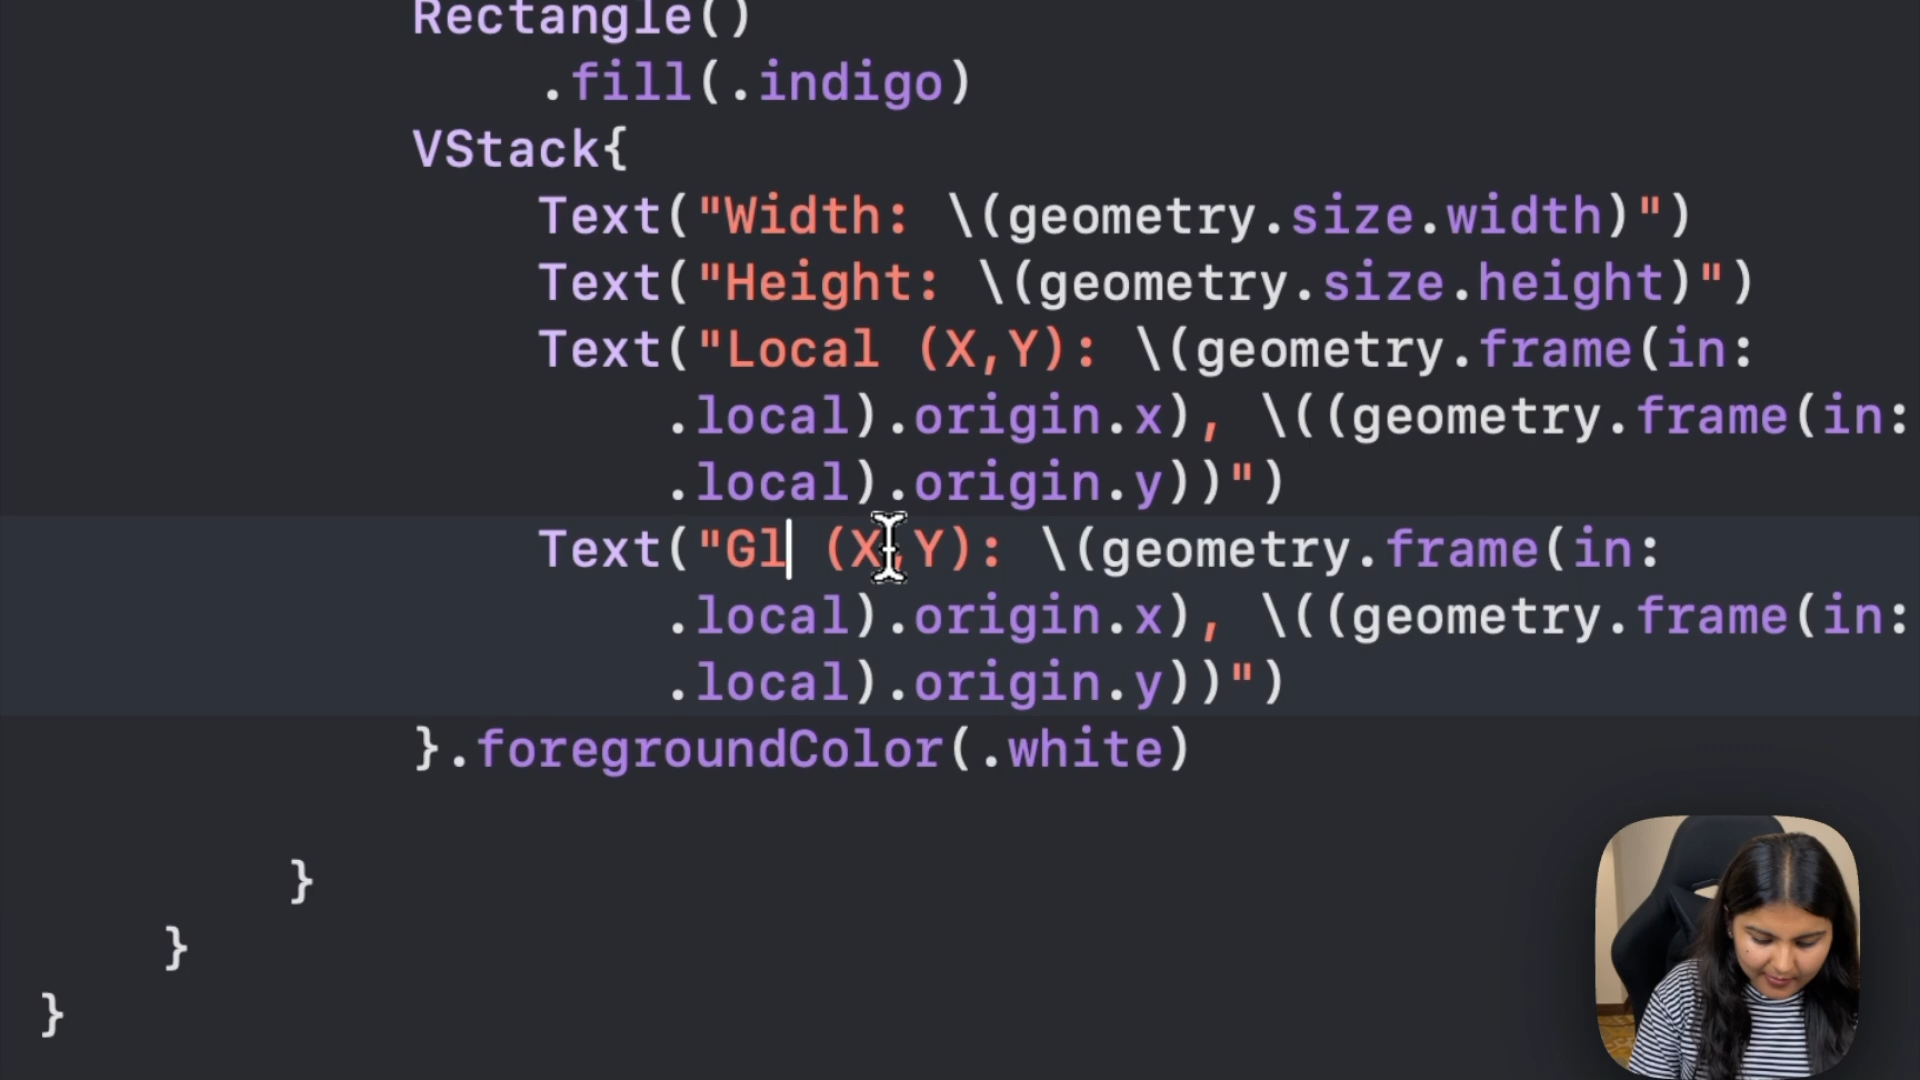 Rectangle()
.fill(.indigo)
VStack{
Text("Width: \(geometry.size.width)")
Text("Height: \(geometry.size.height)")
Text("Local (X,Y): \(geometry.frame(in:
.local).origin.x), \((geometry.frame(in:
.local).origin.y))")
Text("Gl (X,Y): \(geometry.frame(in:
.local).origin.x), \((geometry.frame(in:
.local).origin.y))")
}.foregroundColor(.white)
}
}
}